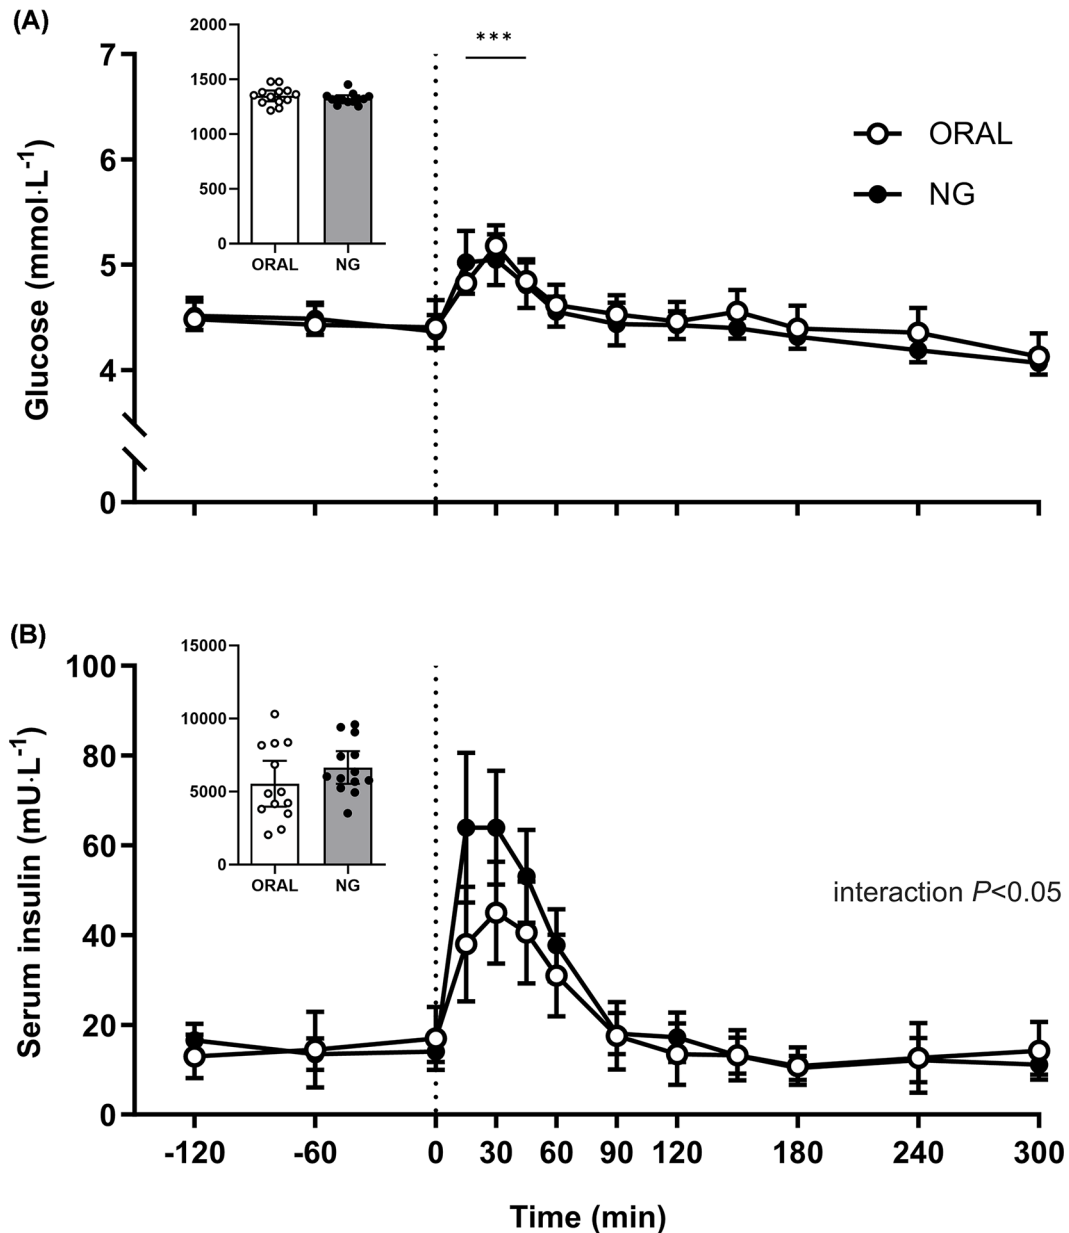 (A)
2000
1500
1000
500
0
ORAL NG
***
7
6
5
4
0
Glucose (mmol·L-1)
ORAL
NG
(B)
15000
10000
5000
0
ORAL NG
100
80
60
40
20
0
Serum insulin (mU·L-1)
interaction P<0.05
-120 -60 0 30 60 90 120 180 240 300
Time (min)